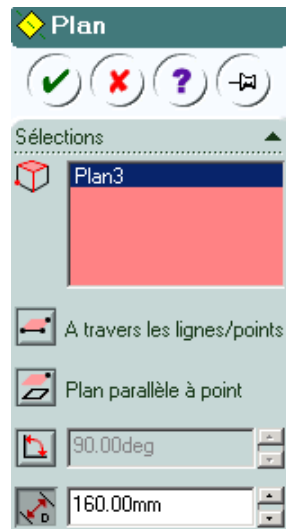 Plan
?
Sélections
Plan3
A travers les lignes/points
Plan parallèle à point
90.00deg
D 160.00mm